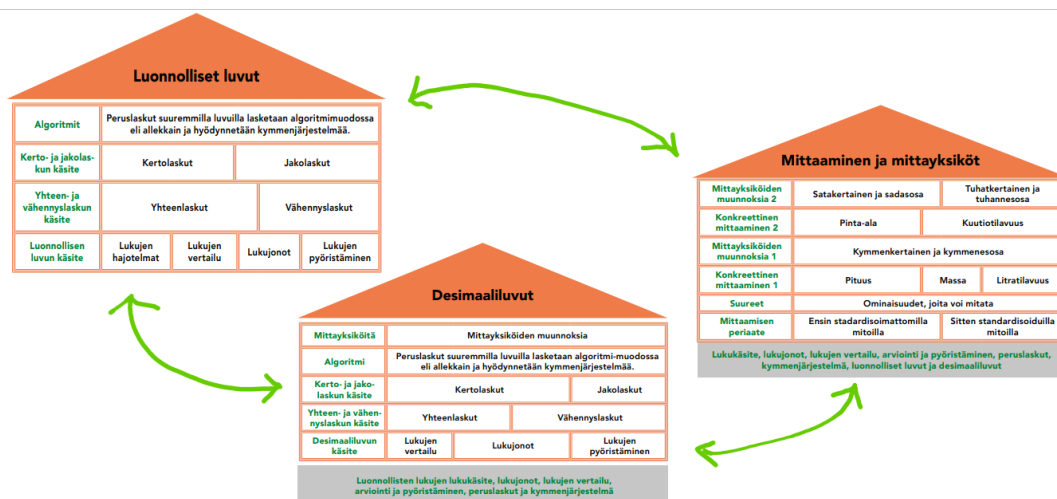 Luonnolliset luvut
Algoritmit
Peruslaskut suuremmilla luvuilla lasketaan algoritmimuodossa
eli allekkain ja hyödynnetään kymmenjärjestelmää.
Kerto- ja jakolas-
kun käsite
Kertolaskut
Jakolaskut
Yhteen- ja
vähennyslaskun
käsite
Yhteenlaskut
Vähennyslaskut
Luonnollisen
luvun käsite
Lukujen
hajotelmat
Lukujen
vertailu
Lukujonot
Lukujen
pyöristäminen
Desimaaliluvut
Mittayksiköitä
Mittayksiköiden muunnoksia
Algoritmi
Peruslaskut suuremmilla luvuilla lasketaan algoritmi-muodossa
eli allekkain ja hyödynnetään kymmenjärjestelmää.
Kerto- ja jako-
laskun käsite
Kertolaskut
Jakolaskut
Yhteen- ja vähen-
nyslaskun käsite
Yhteenlaskut
Vähennyslaskut
Desimaaliluvun
käsite
Lukujen
vertailu
Lukujonot
Lukujen
pyöristäminen
Luonnollisten lukujen lukukäsite, lukujonot, lukujen vertailu,
arviointi ja pyöristäminen, peruslaskut ja kymmenjärjestelmä
Mittaaminen ja mittayksiköt
Mittayksiköiden
muunnoksia 2
Satakertainen ja sadasosa
Tuhatkertainen ja
tuhannesosa
Konkreettinen
mittaaminen 2
Pinta-ala
Kuutiotilavuus
Mittayksiköiden
muunnoksia 1
Kymmenkertainen ja kymmenesosa
Konkreettinen
mittaaminen 1
Pituus
Massa
Litratilavuus
Suureet
Ominaisuudet, joita voi mitata
Mittaamisen
periaate
Ensin stadardisoimattomilla
mitoilla
Sitten standardisoiduilla
mitoilla
Lukukäsite, lukujonot, lukujen vertailu, arviointi ja pyöristäminen, peruslaskut,
kymmenjärjestelmä, luonnolliset luvut ja desimaaliluvut